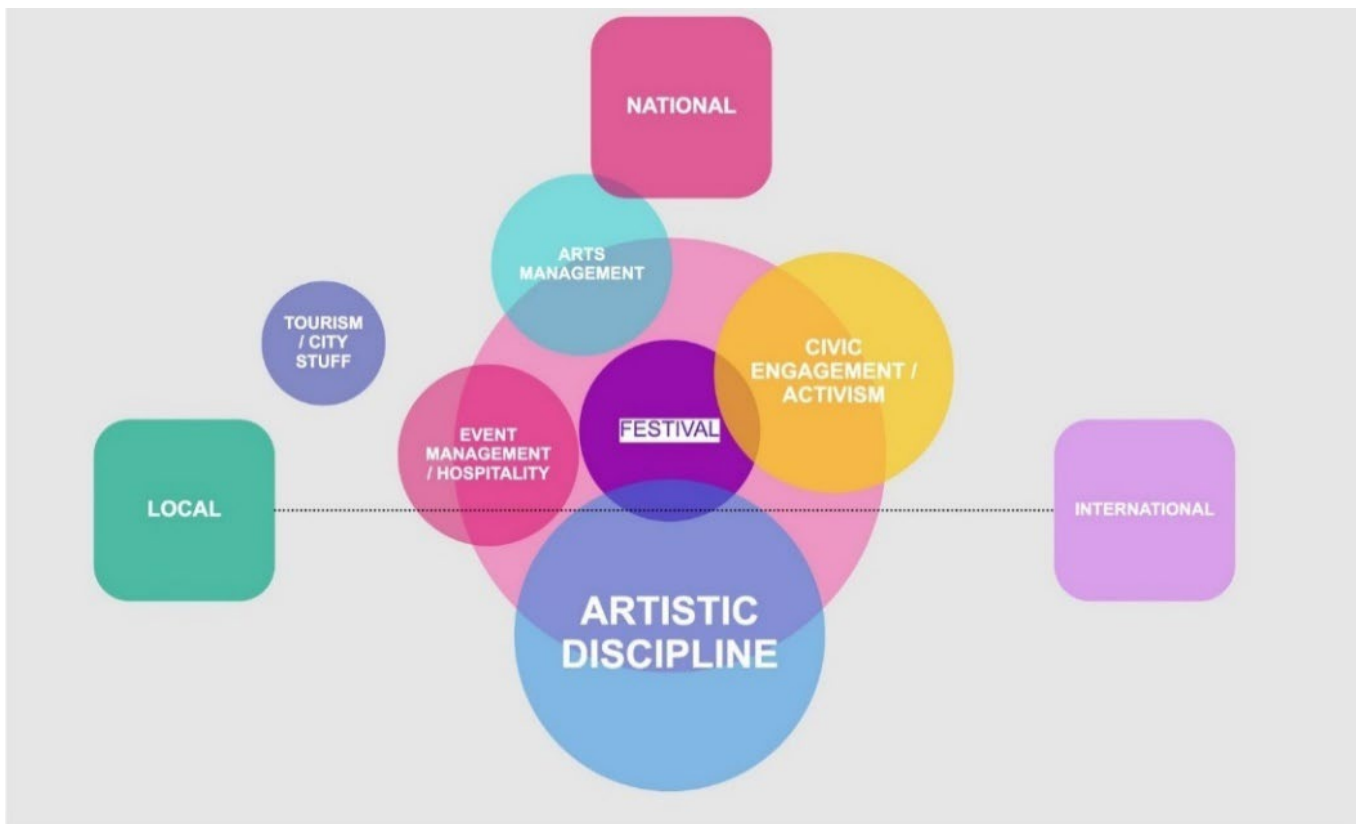 NATIONAL
ARTS
MANAGEMENT
TOURISM
/ CITY
STUFF
CIVIC
ENGAGEMENT /
ACTIVISM
FESTIVAL
EVENT
MANAGEMENT
/ HOSPITALITY
LOCAL
INTERNATIONAL
ARTISTIC
DISCIPLINE